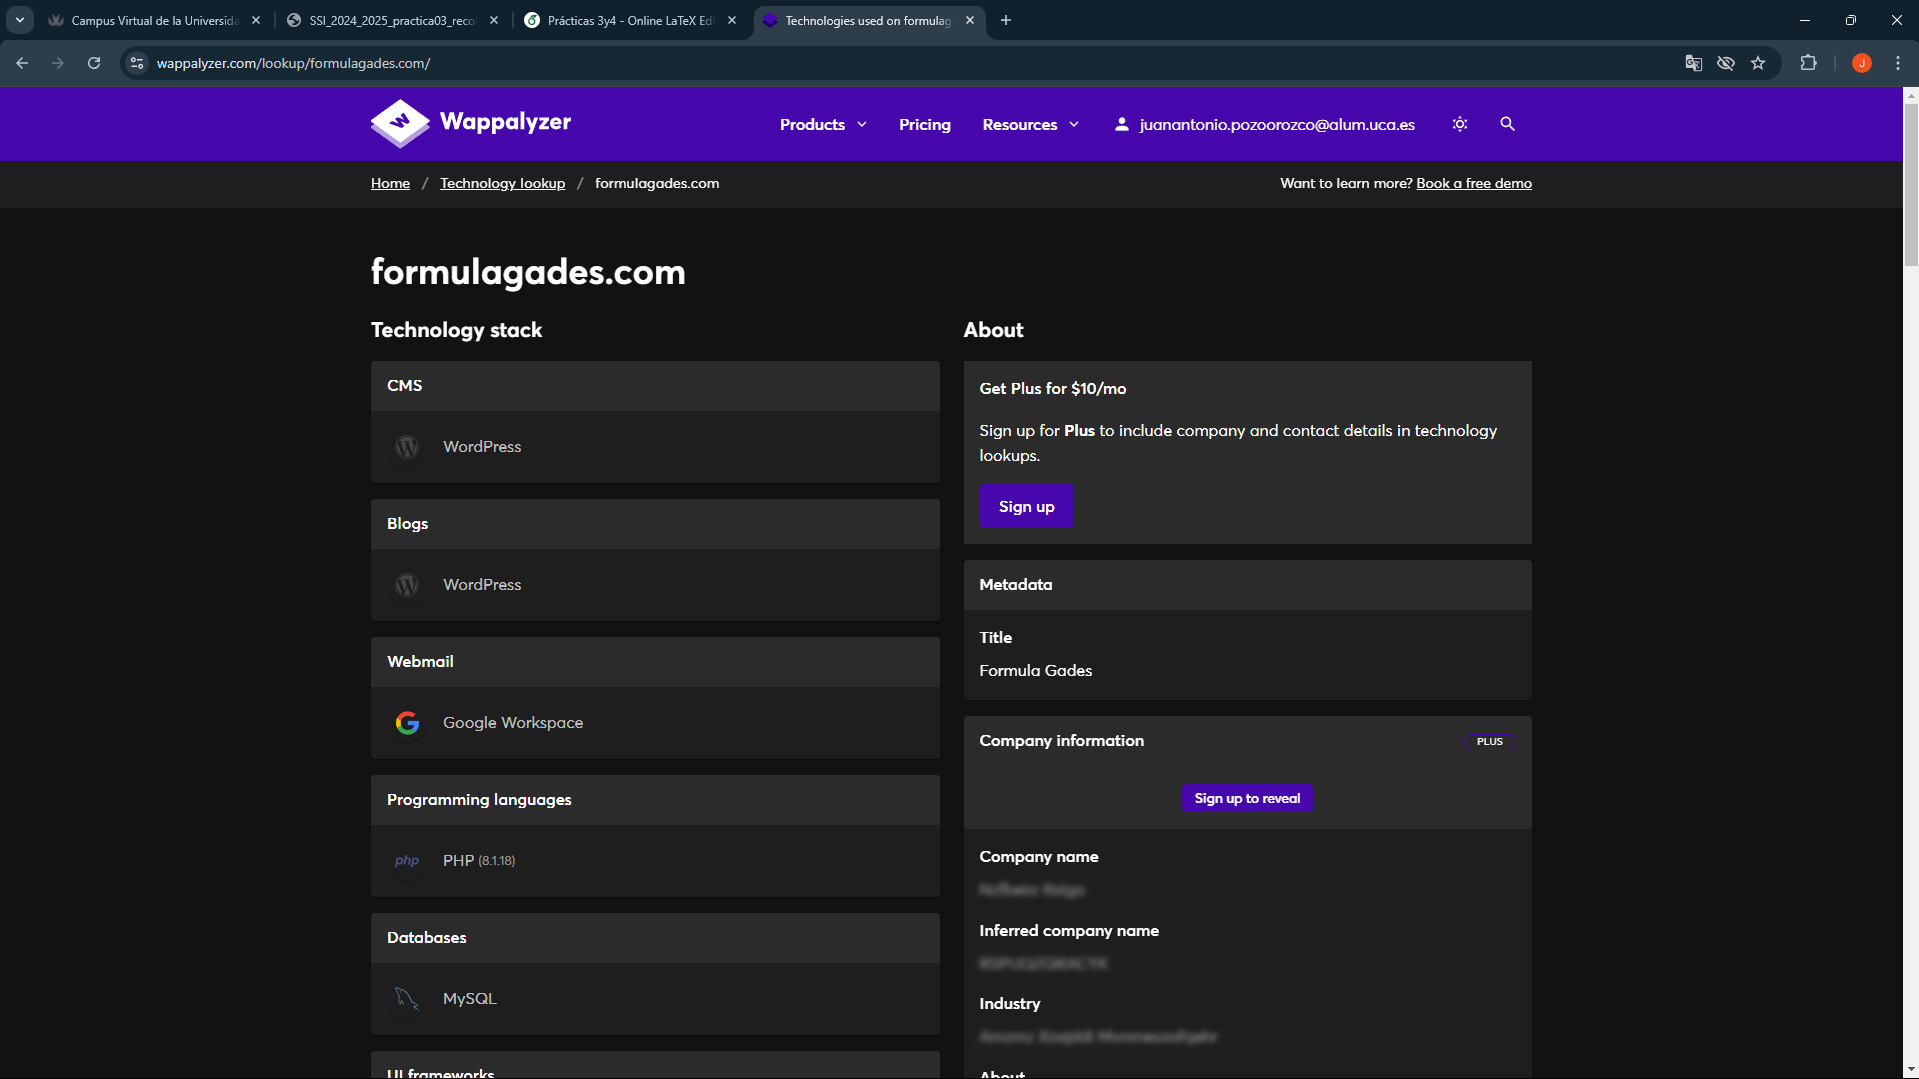 Campus Virtual de la Universida
SSI_2024_2025_practica03_reco
Prácticas 3y4 - Online LaTeX Edi
Technologies used on formulag
wappalyzer.com/lookup/formulagades.com/
J
Wappalyzer
Products
Pricing
Resources
juanantonio.pozoorozco@alum.uca.es
Home / Technology lookup / formulagades.com
Want to learn more? Book a free demo
formulagades.com
Technology stack
CMS
WordPress
Blogs
WordPress
Webmail
Google Workspace
Programming languages
php PHP (8.1.18)
Databases
MySQL
UI frameworks
About
Get Plus for $10/mo
Sign up for Plus to include company and contact details in technology
lookups.
Sign up
Metadata
Title
Formula Gades
Company information
PLUS
Sign up to reveal
Company name
Inferred company name
Industry
About